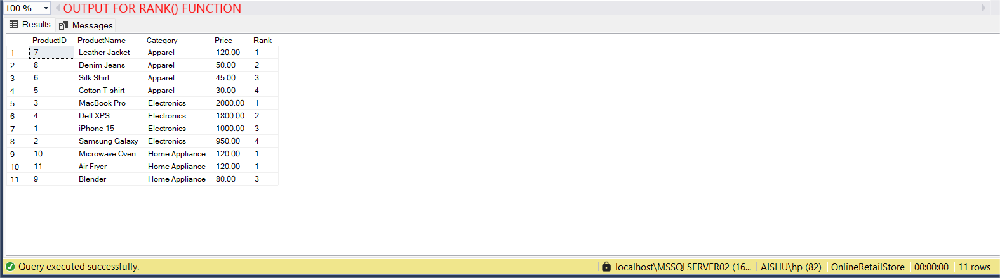 100 % OUTPUT FOR RANK() FUNCTION
Results Messages
ProductID ProductName Category Price Rank
1 7 Leather Jacket Apparel 120.00 1
2 8 Denim Jeans Apparel 50.00 2
3 6 Silk Shirt Apparel 45.00 3
4 5 Cotton T-shirt Apparel 30.00 4
5 3 MacBook Pro Electronics 2000.00 1
6 4 Dell XPS Electronics 1800.00 2
7 1 iPhone 15 Electronics 1000.00 3
8 2 Samsung Galaxy Electronics 950.00 4
9 10 Microwave Oven Home Appliance 120.00 1
10 11 Air Fryer Home Appliance 120.00 1
11 9 Blender Home Appliance 80.00 3
Query executed successfully. localhost\MSSQLSERVER02 (16... AISHU\hp (82) OnlineRetailStore 00:00:00 11 rows